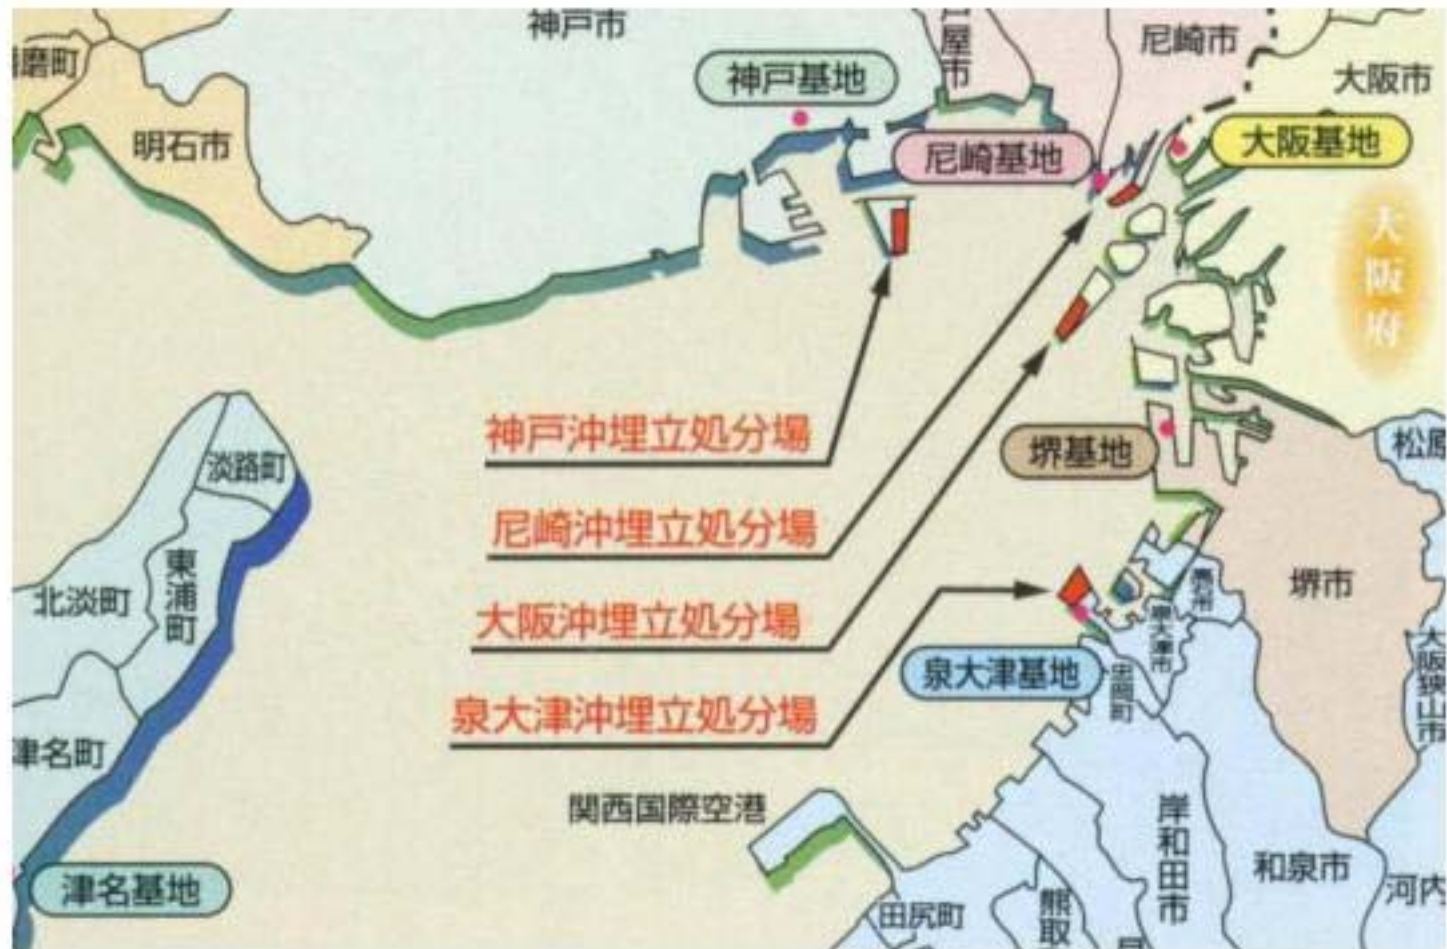 神戸市
屋市
尼崎市
磨町
神戸基地
大阪市
明石市
尼崎基地
大阪基地
大阪府
神戸沖埋立処分場
堺基地
松原
淡路町
尼崎沖埋立処分場
東浦町
北淡町
堺市
大阪沖埋立処分場
泉大津市
泉大津基地
忠岡町
大阪狭山市
泉大津沖埋立処分場
津名町
関西国際空港
岸和田市
和泉市
津名基地
田尻町
熊取
河内